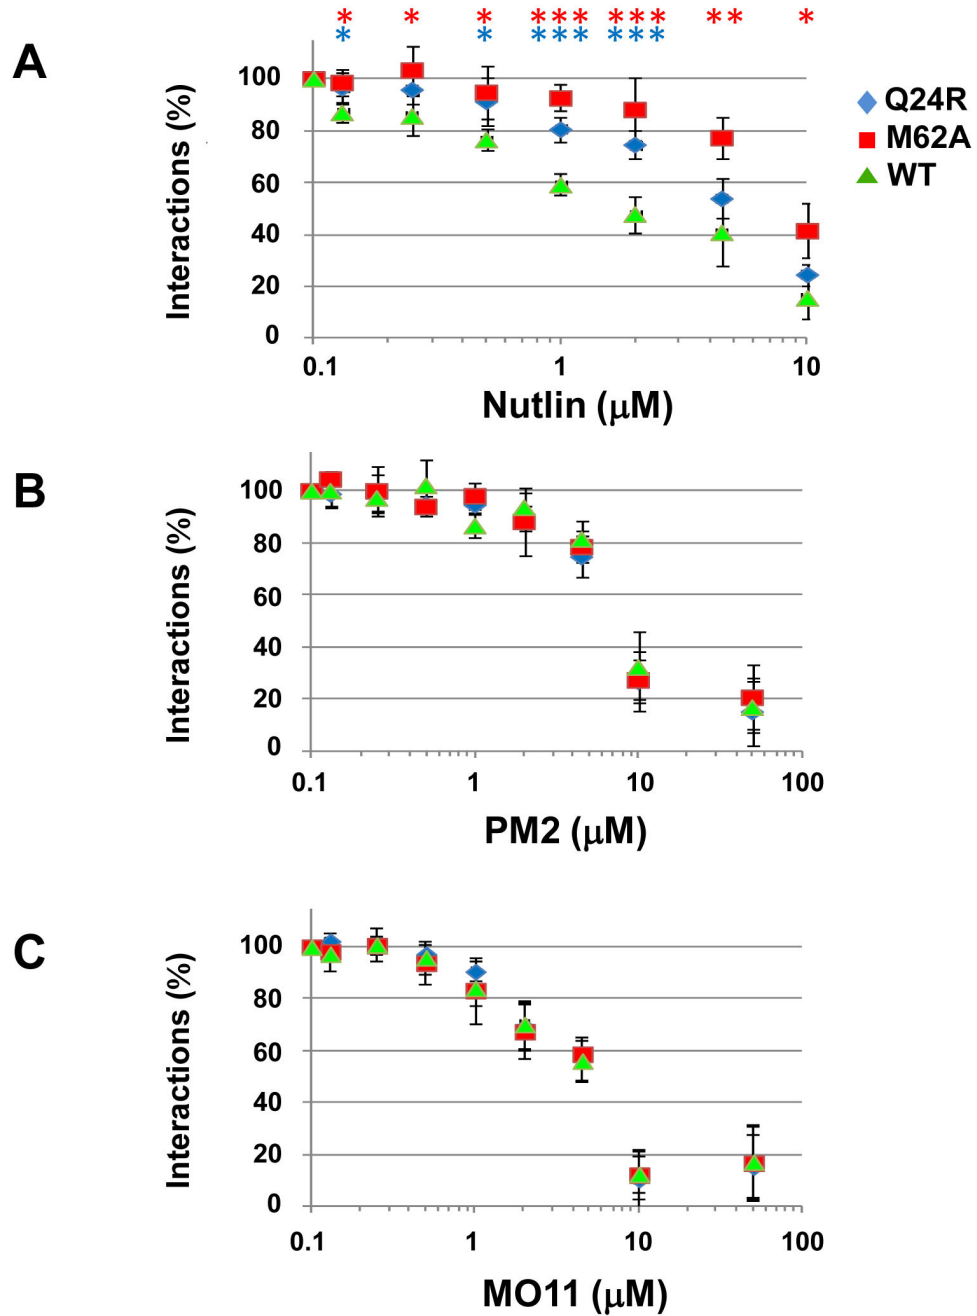 * * * *** *** ** *
* * *** ***
A
Interactions (%)
100
80
60
40
20
0
0.1 1 10
Nutlin (μM)
Q24R
M62A
WT
B
Interactions (%)
100
80
60
40
20
0
0.1 1 10 100
PM2 (μM)
C
Interactions (%)
100
80
60
40
20
0
0.1 1 10 100
MO11 (μM)